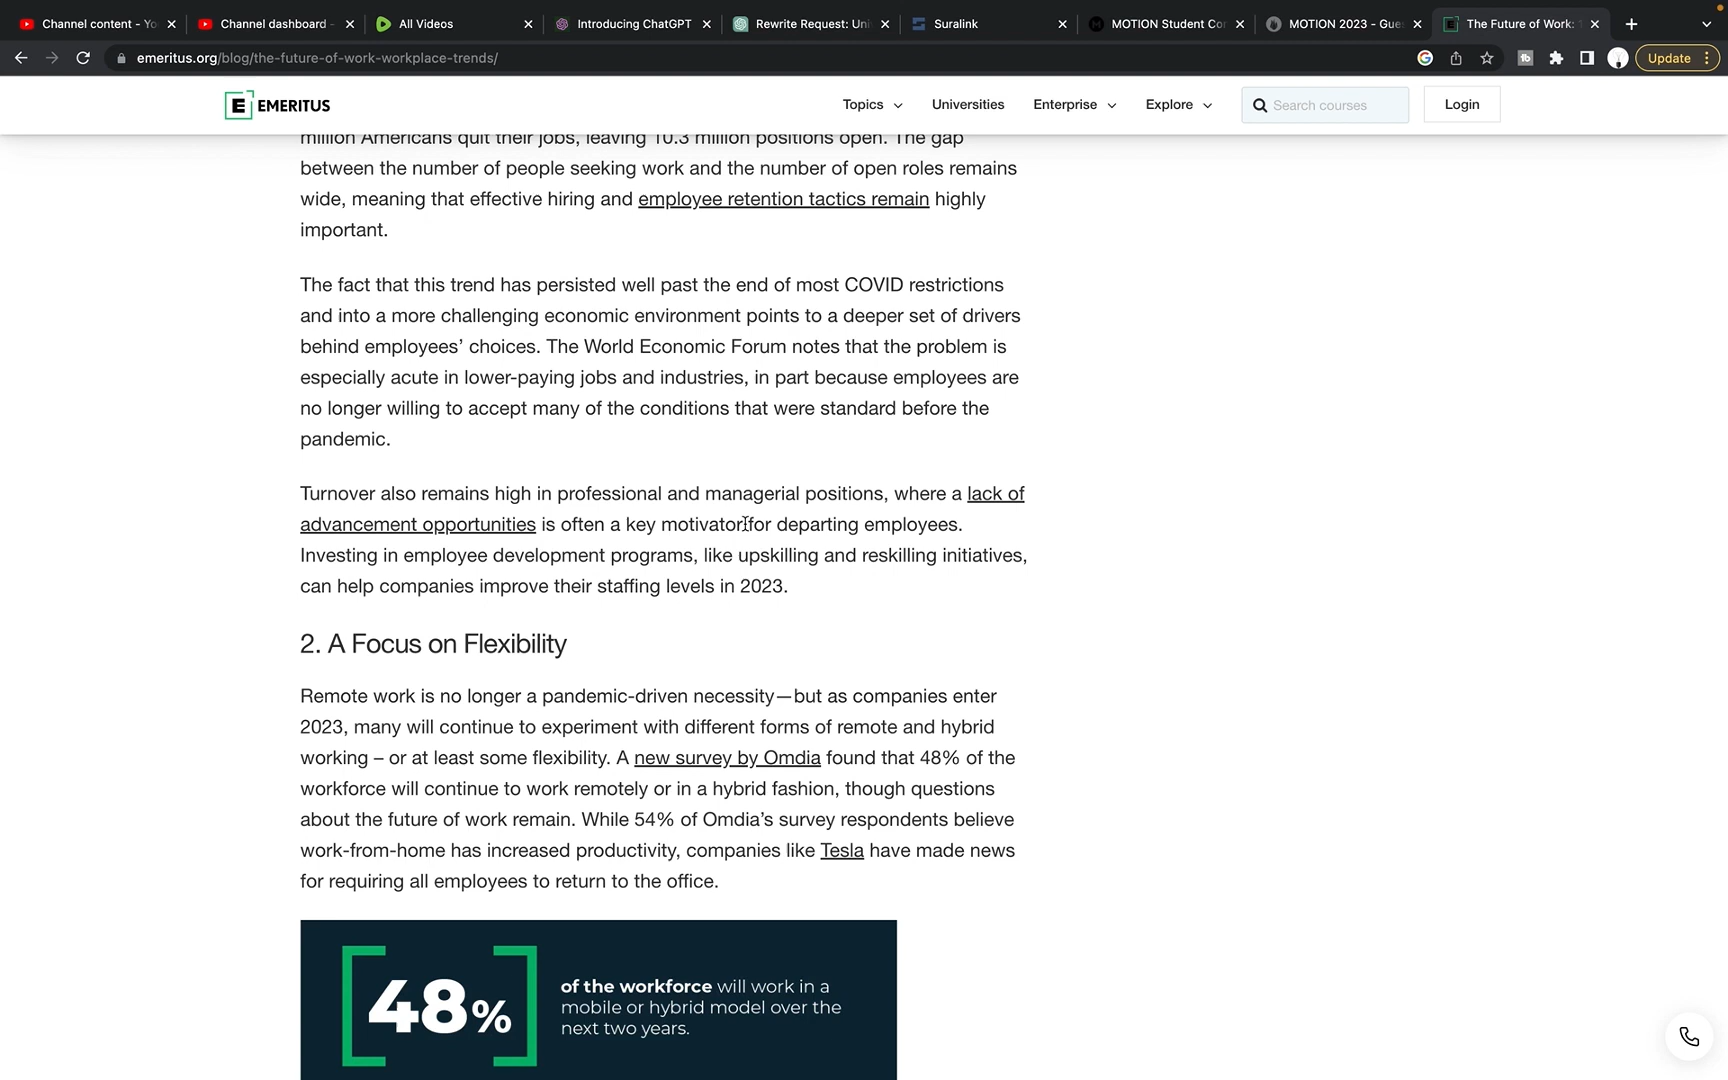 Channel content - Yo
Channel dashboard -
All Videos
Introducing ChatGPT
Rewrite Request: Uni
Suralink
MOTION Student Cor
MOTION 2023 - Gues
The Future of Work:
emeritus.org/blog/the-future-of-work-workplace-trends/
Update
E EMERITUS
Topics
Universities
Enterprise
Explore
Search courses
Login
million Americans quit their jobs, leaving 10.3 million positions open. The gap
between the number of people seeking work and the number of open roles remains
wide, meaning that effective hiring and employee retention tactics remain highly
important.
The fact that this trend has persisted well past the end of most COVID restrictions
and into a more challenging economic environment points to a deeper set of drivers
behind employees’ choices. The World Economic Forum notes that the problem is
especially acute in lower-paying jobs and industries, in part because employees are
no longer willing to accept many of the conditions that were standard before the
pandemic.
Turnover also remains high in professional and managerial positions, where a lack of
advancement opportunities is often a key motivator for departing employees.
Investing in employee development programs, like upskilling and reskilling initiatives,
can help companies improve their staffing levels in 2023.
2. A Focus on Flexibility
Remote work is no longer a pandemic-driven necessity—but as companies enter
2023, many will continue to experiment with different forms of remote and hybrid
working – or at least some flexibility. A new survey by Omdia found that 48% of the
workforce will continue to work remotely or in a hybrid fashion, though questions
about the future of work remain. While 54% of Omdia’s survey respondents believe
work-from-home has increased productivity, companies like Tesla have made news
for requiring all employees to return to the office.
48%
of the workforce will work in a
mobile or hybrid model over the
next two years.